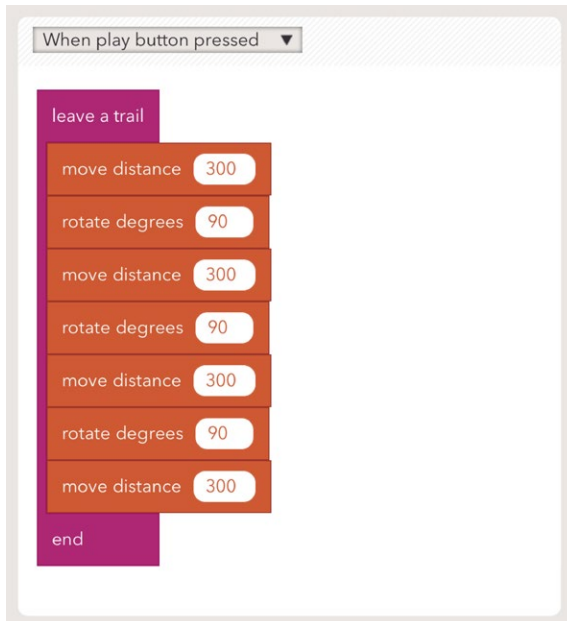 When play button pressed ▼
leave a trail
move distance 300
rotate degrees 90
move distance 300
rotate degrees 90
move distance 300
rotate degrees 90
move distance 300
end